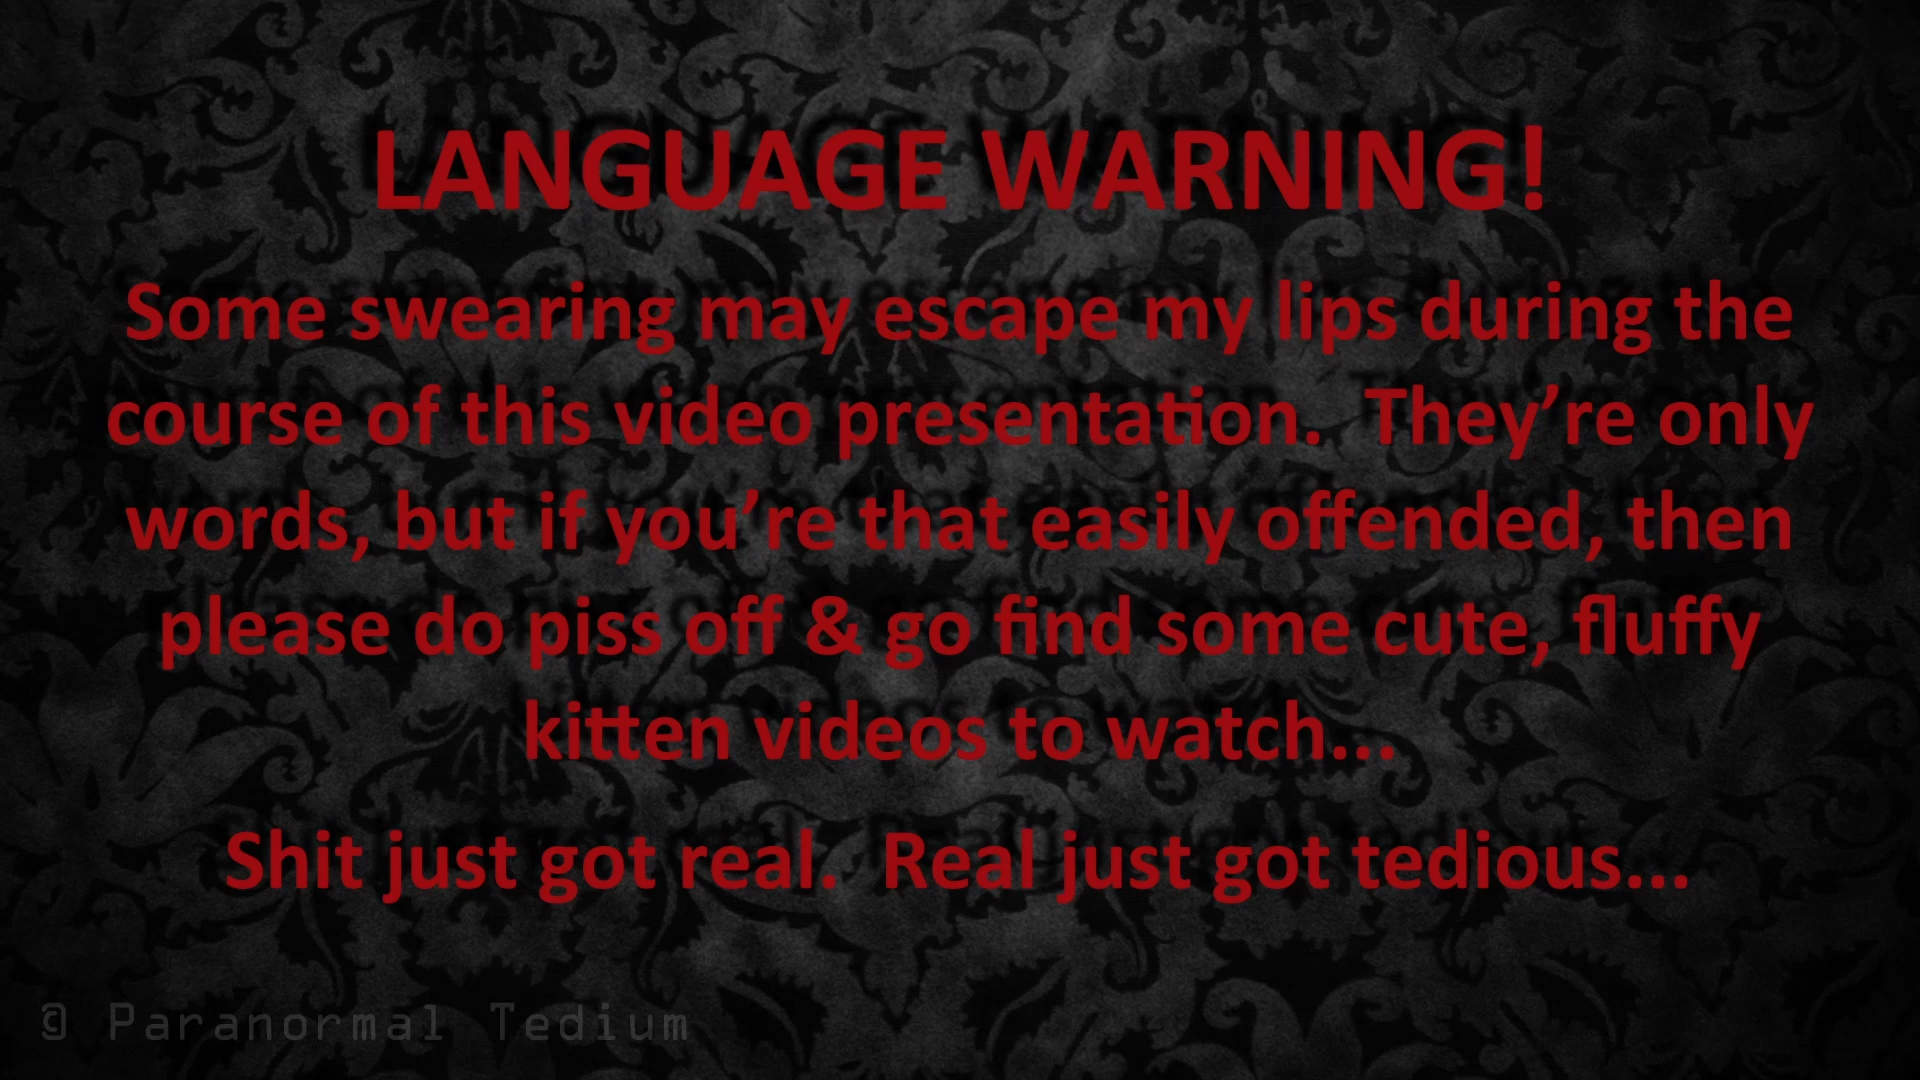 LANGUAGE WARNING!
Some swearing may escape my lips during the
course of this video presentation.  They’re only
words, but if you’re that easily offended, then
please do piss off & go find some cute, fluffy
kitten videos to watch...
Shit just got real.  Real just got tedious...
© Paranormal Tedium